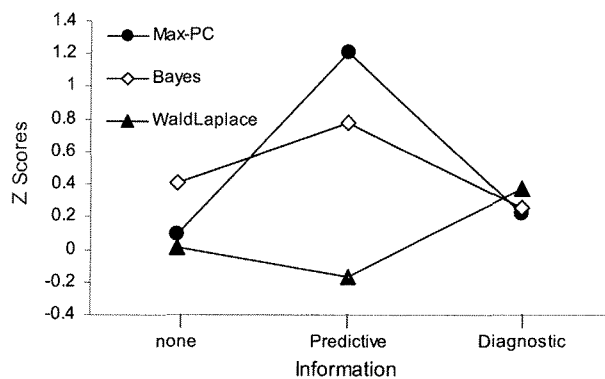 1.4
Max-PC
1.2
1
Bayes
0.8
WaldLaplace
0.6
Z Scores
0.4
0.2
0
-0.2
-0.4
none Predictive Diagnostic
Information